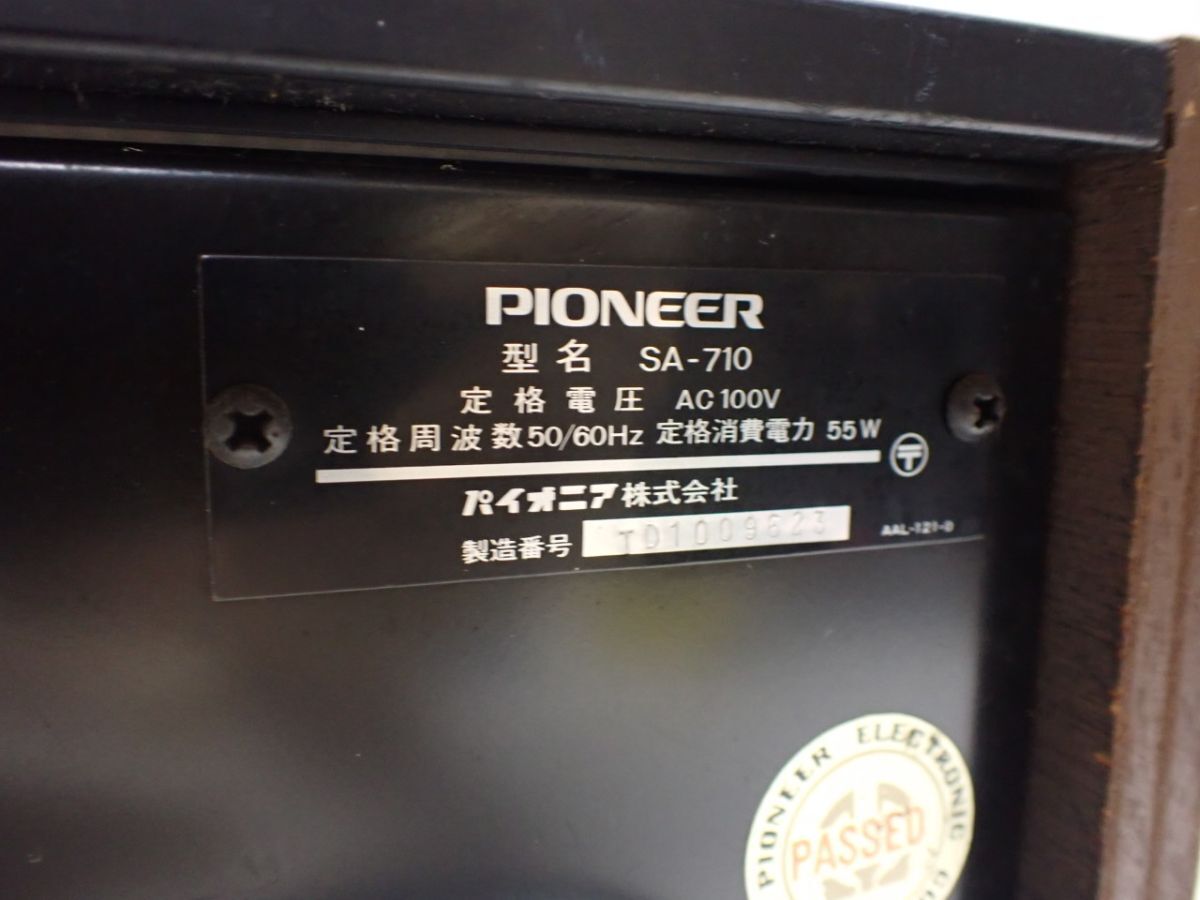 PIONEER
型名 SA-710
定格電圧 AC100V
定格周波数50/60Hz 定格消費電力 55W
パイオニア株式会社
製造番号 TD1009623
AAL-121-D
PIONEER ELECTRONIC
PASSED